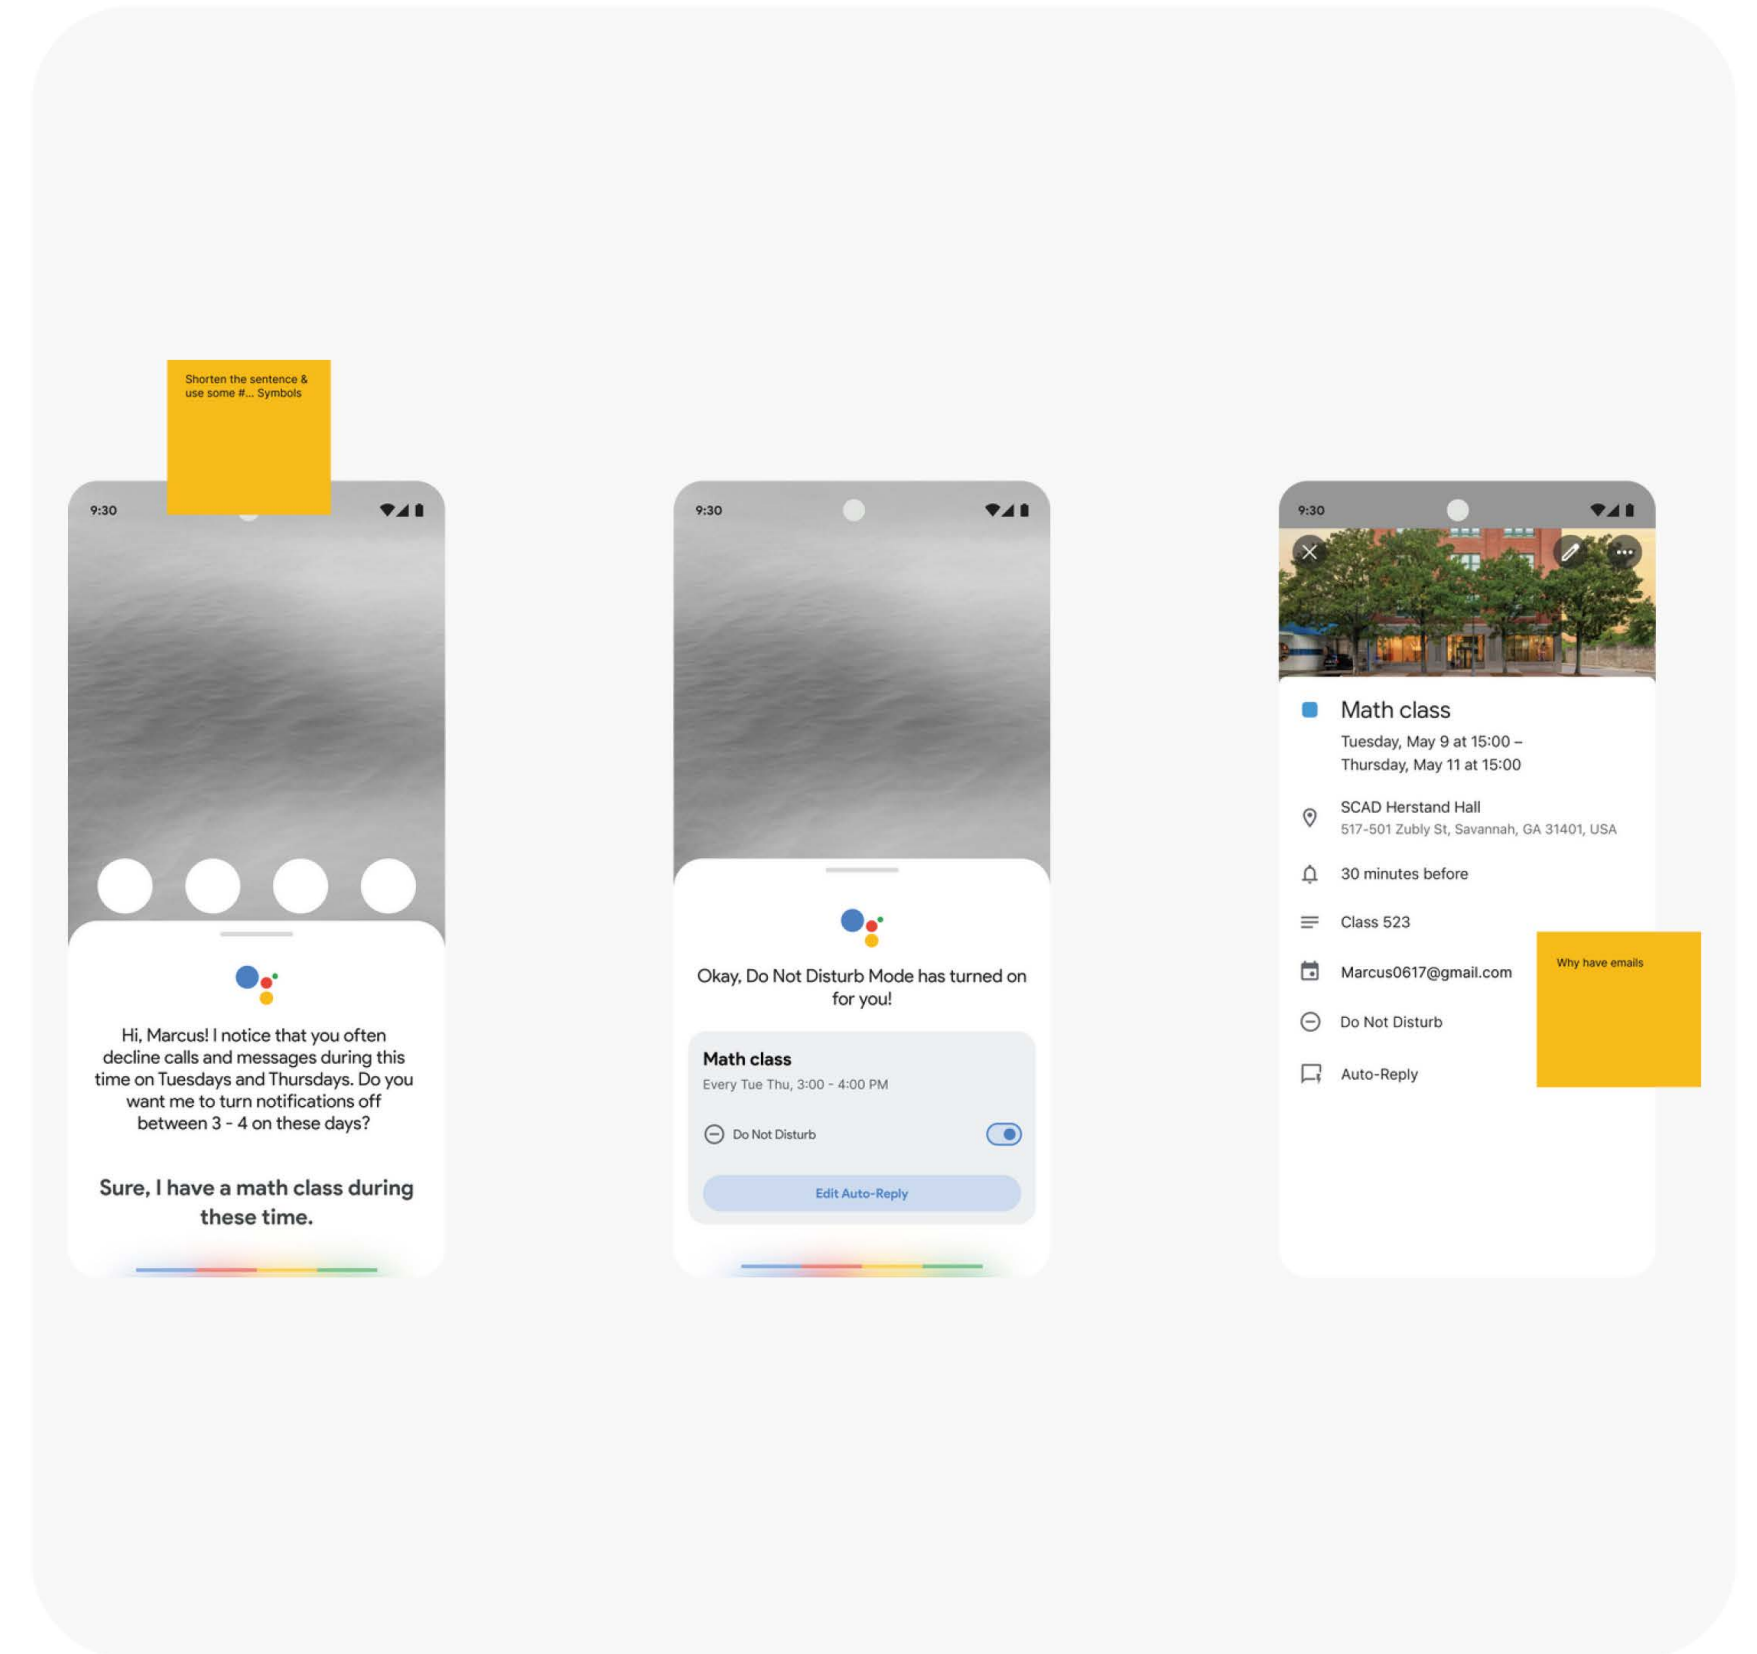 Shorten the sentence &
use some #... Symbols
9:30
Hi, Marcus! I notice that you often
decline calls and messages during this
time on Tuesdays and Thursdays. Do you
want me to turn notifications off
between 3 - 4 on these days?
Sure, I have a math class during
these time.
9:30
Okay, Do Not Disturb Mode has turned on
for you!
Math class
Every Tue Thu, 3:00 - 4:00 PM
Do Not Disturb
Edit Auto-Reply
9:30
Math class
Tuesday, May 9 at 15:00 –
Thursday, May 11 at 15:00
SCAD Herstand Hall
517-501 Zubly St, Savannah, GA 31401, USA
30 minutes before
Class 523
Marcus0617@gmail.com
Do Not Disturb
Auto-Reply
Why have emails